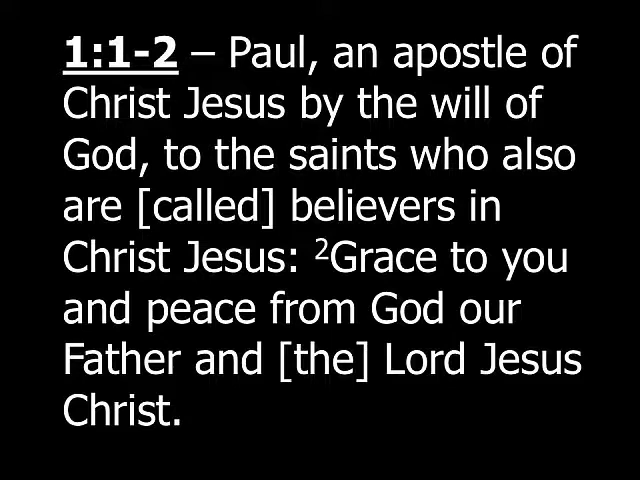 1:1-2 – Paul, an apostle of
Christ Jesus by the will of
God, to the saints who also
are [called] believers in
Christ Jesus: ²Grace to you
and peace from God our
Father and [the] Lord Jesus
Christ.